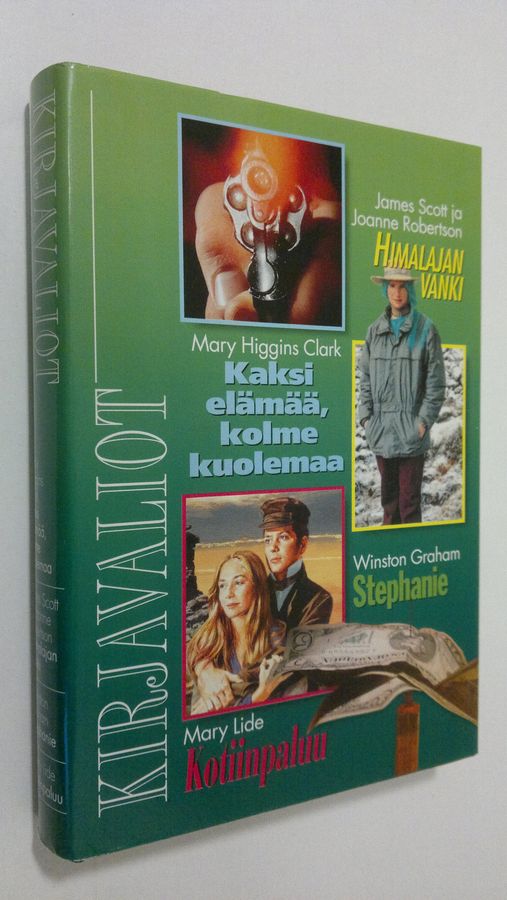 KIRJAVALIOT
KIRJAVALIOT
James Scott ja
Joanne Robertson
HIMALAJAN
VANKI
Mary Higgins Clark
Kaksi
elämää,
kolme
kuolemaa
Winston Graham
Stephanie
Mary Lide
Kotiinpaluu